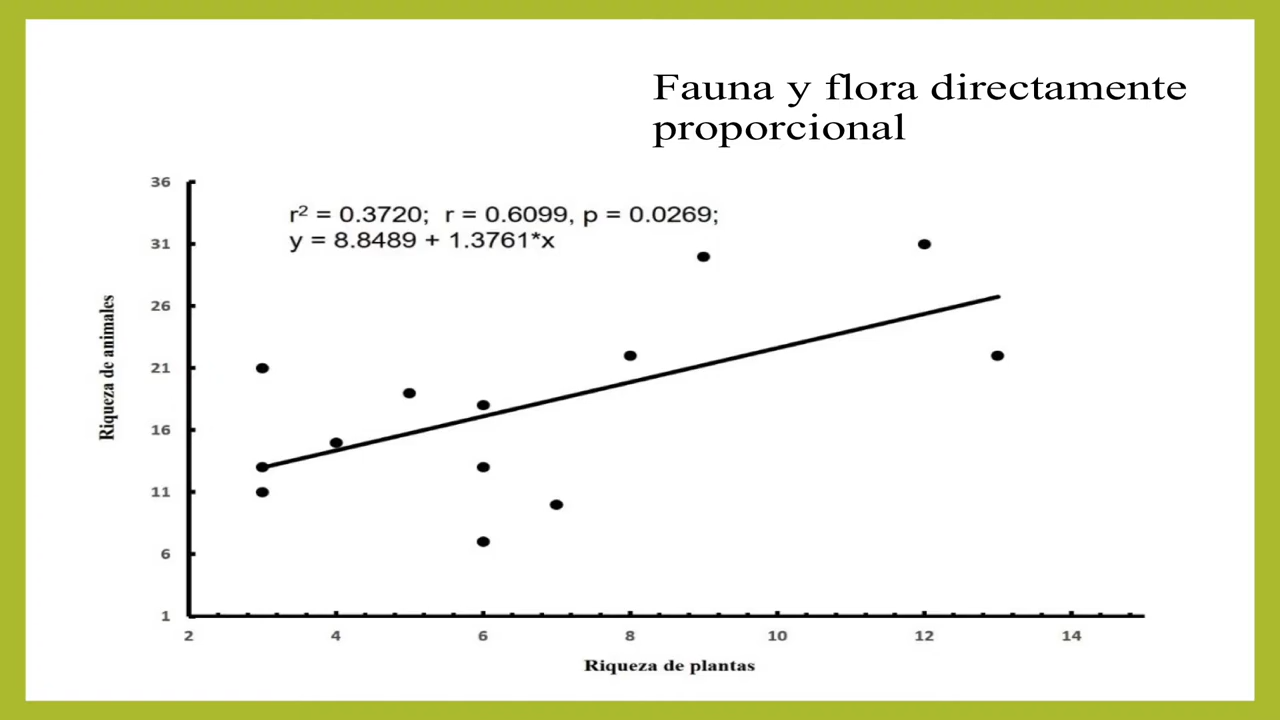 Fauna y flora directamente
proporcional
r² = 0.3720; r = 0.6099, p = 0.0269;
y = 8.8489 + 1.3761*x
Riqueza de animales
36
31
26
21
16
11
6
1
2 4 6 8 10 12 14
Riqueza de plantas